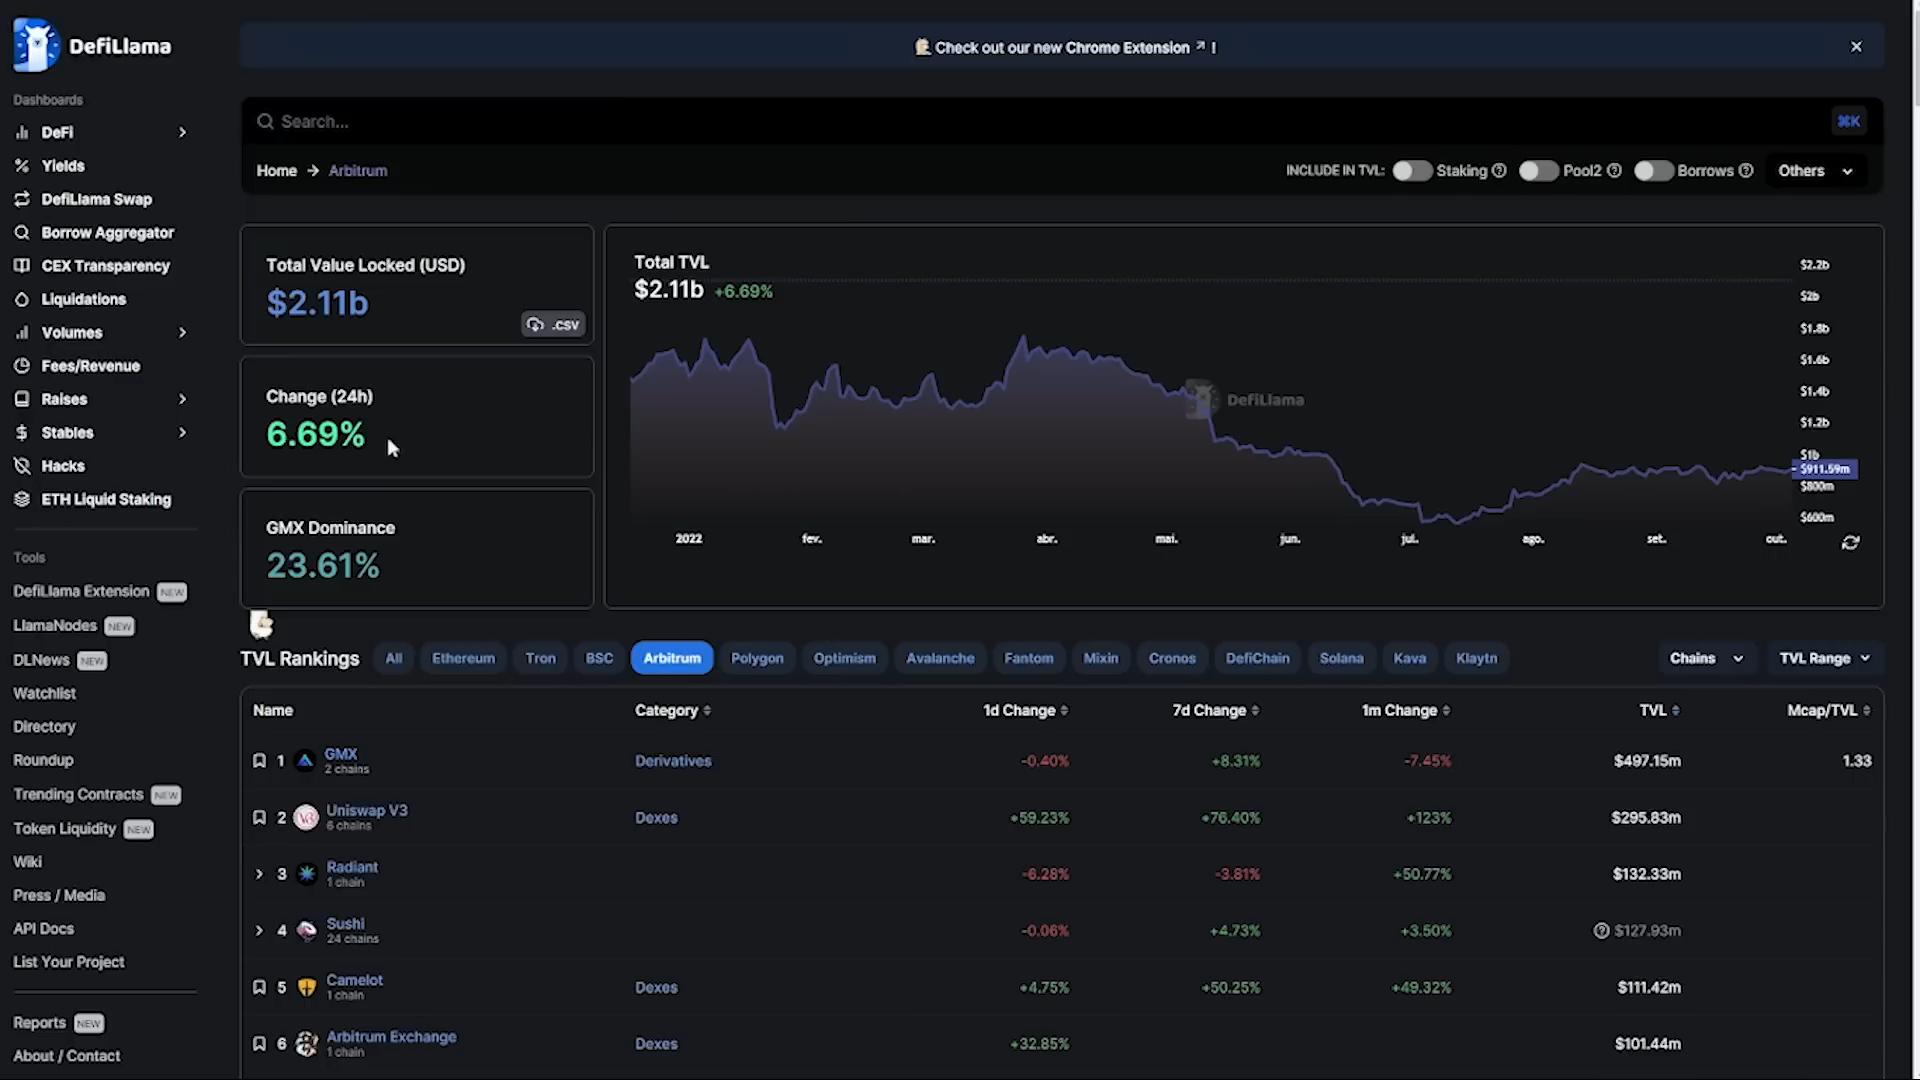 DefiLlama
Check out our new Chrome Extension ↗ !
Dashboards
DeFi
Yields
DefiLlama Swap
Borrow Aggregator
CEX Transparency
Liquidations
Volumes
Fees/Revenue
Raises
Stables
Hacks
ETH Liquid Staking
Tools
DefiLlama Extension NEW
LlamaNodes NEW
DLNews NEW
Watchlist
Directory
Roundup
Trending Contracts NEW
Token Liquidity NEW
Wiki
Press / Media
API Docs
List Your Project
Reports NEW
About / Contact
Search... ⌘K
Home → Arbitrum
INCLUDE IN TVL: Staking Pool2 Borrows Others
Total Value Locked (USD)
$2.11b
.csv
Change (24h)
6.69%
GMX Dominance
23.61%
Total TVL
$2.11b +6.69%
DefiLlama
$2.2b
$2b
$1.8b
$1.6b
$1.4b
$1.2b
$1b
$911.59m
$800m
$600m
2022 fev. mar. abr. mai. jun. jul. ago. set. out.
TVL Rankings All Ethereum Tron BSC Arbitrum Polygon Optimism Avalanche Fantom Mixin Cronos DefiChain Solana Kava Klaytn Chains TVL Range
Name Category 1d Change 7d Change 1m Change TVL Mcap/TVL
1 GMX Derivatives -0.40% +8.31% -7.45% $497.15m 1.33
2 chains
2 Uniswap V3 Dexes +59.23% +76.40% +123% $295.83m
6 chains
3 Radiant -6.28% -3.81% +50.77% $132.33m
1 chain
4 Sushi -0.06% +4.73% +3.50% $127.93m
24 chains
5 Camelot Dexes +4.75% +50.25% +49.32% $111.42m
1 chain
6 Arbitrum Exchange Dexes +32.85% $101.44m
1 chain